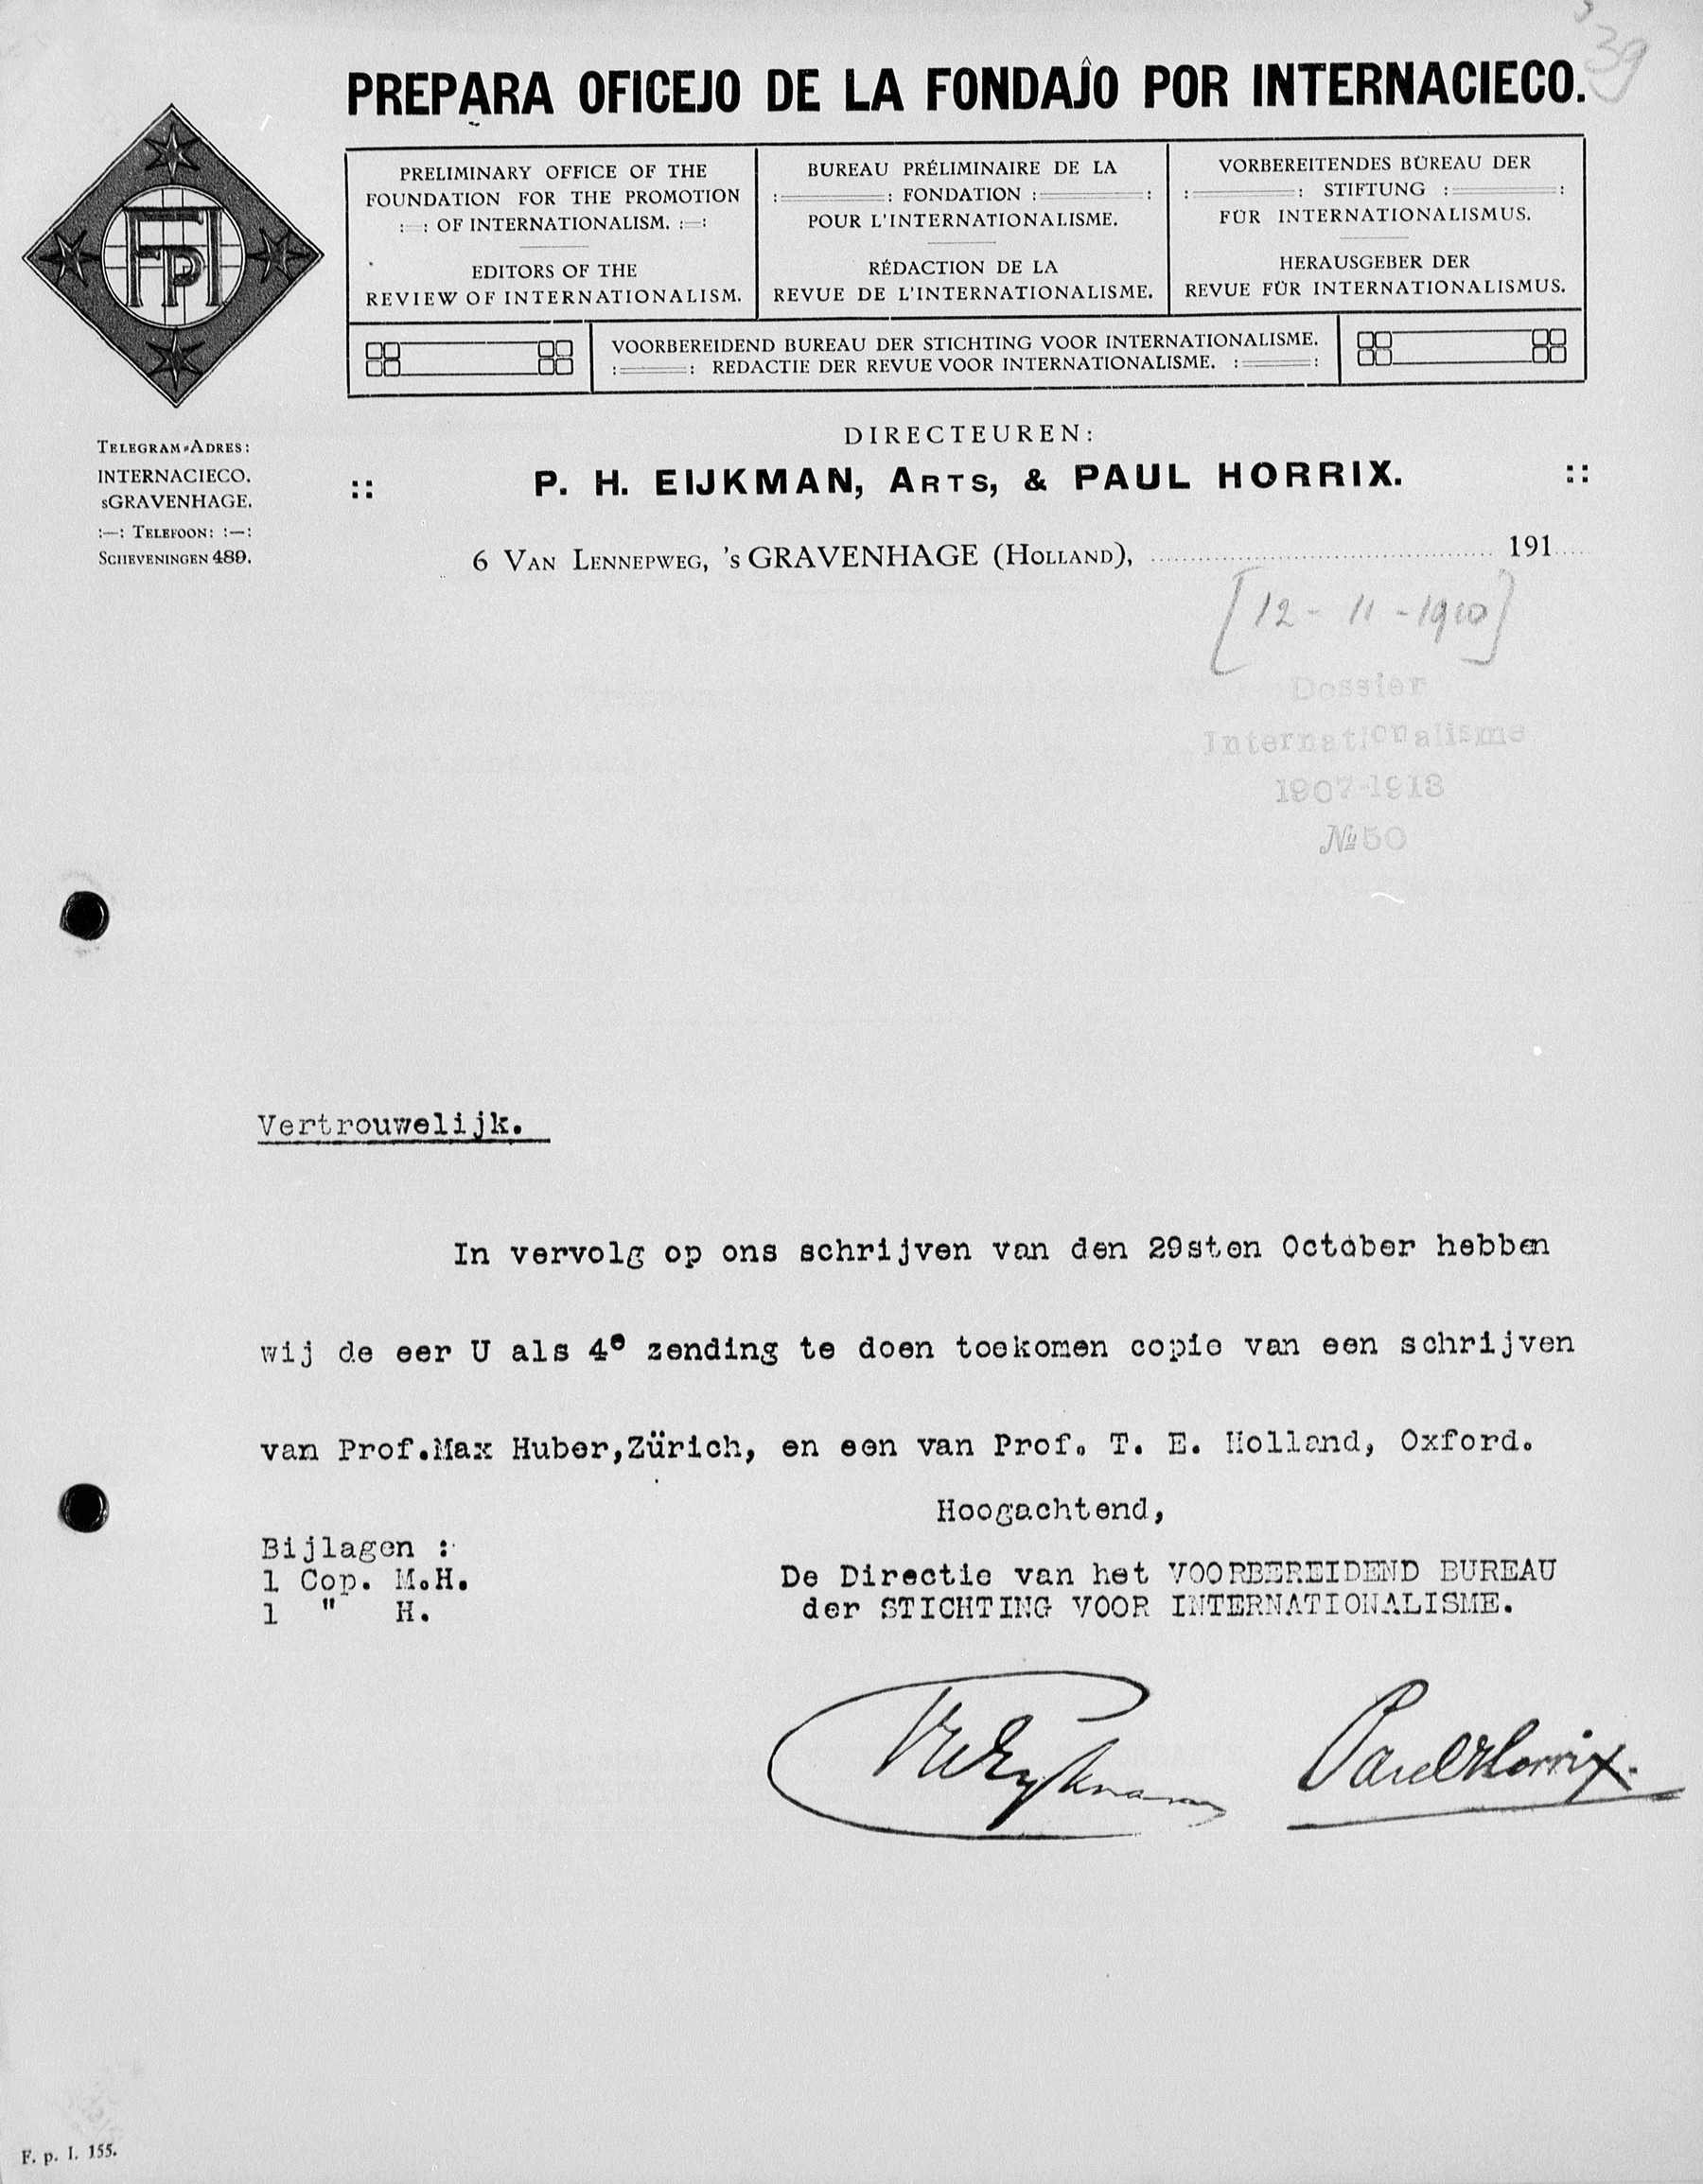 39
PREPARA OFICEJO DE LA FONDAĴO POR INTERNACIECO.
FPI
PRELIMINARY OFFICE OF THE
FOUNDATION FOR THE PROMOTION
:=: OF INTERNATIONALISM. :=:
EDITORS OF THE
REVIEW OF INTERNATIONALISM.
BUREAU PRÉLIMINAIRE DE LA
: FONDATION :
POUR L'INTERNATIONALISME.
RÉDACTION DE LA
REVUE DE L'INTERNATIONALISME.
VORBEREITENDES BÜREAU DER
: STIFTUNG :
FÜR INTERNATIONALISMUS.
HERAUSGEBER DER
REVUE FÜR INTERNATIONALISMUS.
VOORBEREIDEND BUREAU DER STICHTING VOOR INTERNATIONALISME.
: REDACTIE DER REVUE VOOR INTERNATIONALISME. :
TELEGRAM-ADRES:
INTERNACIECO.
sGRAVENHAGE.
:—: TELEFOON: :—:
SCHEVENINGEN 489.
DIRECTEUREN:
:: P. H. EIJKMAN, ARTS, & PAUL HORRIX. ::
6 VAN LENNEPWEG, 's GRAVENHAGE (HOLLAND), 191
[12-11-1910]
Dossier
Internationalisme
1907-1913
№ 50
Vertrouwelijk.
In vervolg op ons schrijven van den 29sten October hebben
wij de eer U als 4e zending te doen toekomen copie van een schrijven
van Prof.Max Huber,Zürich, en een van Prof. T. E. Holland, Oxford.
Hoogachtend,
Bijlagen :
1 Cop. M.H.
1 " H.
De Directie van het VOORBEREIDEND BUREAU
der STICHTING VOOR INTERNATIONALISME.
PHEykman
Paul Horrix.
F. p. I. 155.